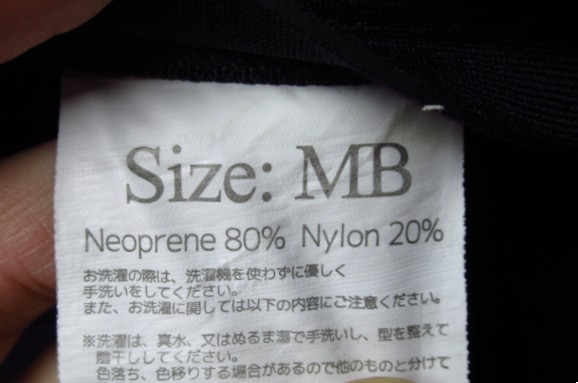 Size: MB
Neoprene 80% Nylon 20%
お洗濯の際は、洗濯機を使わずに優しく
手洗いをしてください。
また、お洗濯に関しては以下の内容にご注意ください。
※洗濯は、真水、又はぬるま湯で手洗いし、型を整えて
陰干ししてください。
色落ち、色移りする場合があるので他のものと分けて